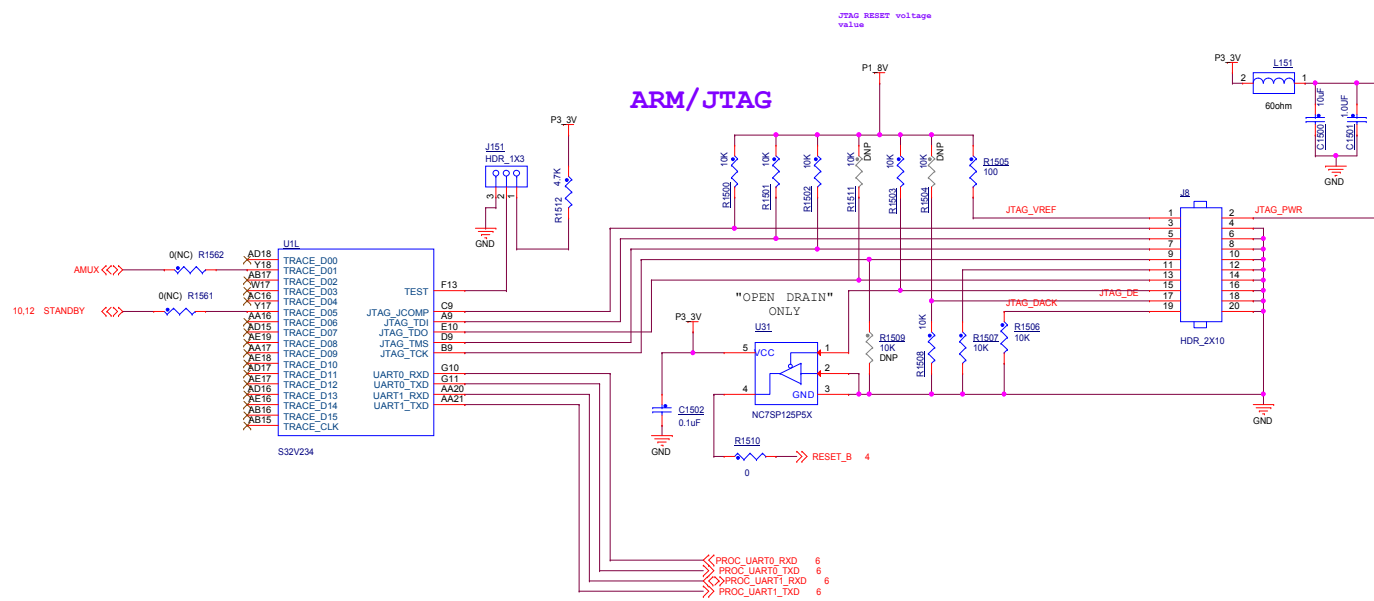 JTAG RESET voltage
value
ARM/JTAG
P1_8V
P3_3V
L151
2
1
60ohm
10uF
C1500
1.0UF
C1501
GND
P3_3V
J151
HDR_1X3
3
2
1
4.7K
R1512
GND
10K
R1500
10K
R1501
10K
R1502
10K
DNP
R1511
10K
R1503
10K
DNP
R1504
R1505
100
J8
JTAG_VREF
JTAG_PWR
1 2
3 4
5 6
7 8
9 10
11 12
13 14
15 16
17 18
19 20
HDR_2X10
JTAG_DE
JTAG_DACK
U1L
0(NC) R1562
AMUX
0(NC) R1561
10,12 STANDBY
AD18 TRACE_D00
Y18 TRACE_D01
AB17 TRACE_D02
W17 TRACE_D03
AC16 TRACE_D04
Y17 TRACE_D05
AA16 TRACE_D06
AD15 TRACE_D07
AE19 TRACE_D08
AA17 TRACE_D09
AE18 TRACE_D10
AD17 TRACE_D11
AE17 TRACE_D12
AD16 TRACE_D13
AE16 TRACE_D14
AB16 TRACE_D15
AB15 TRACE_CLK
TEST F13
JTAG_JCOMP C9
JTAG_TDI A9
JTAG_TDO E10
JTAG_TMS D9
JTAG_TCK B9
UART0_RXD G10
UART0_TXD G11
UART1_RXD AA20
UART1_TXD AA21
S32V234
"OPEN DRAIN"
ONLY
P3_3V
U31
5 VCC
1
2
4
GND 3
NC7SP125P5X
C1502
0.1uF
GND
R1509
10K
DNP
10K
R1508
R1507
10K
R1506
10K
GND
R1510
0
RESET_B 4
PROC_UART0_RXD 6
PROC_UART0_TXD 6
PROC_UART1_RXD 6
PROC_UART1_TXD 6